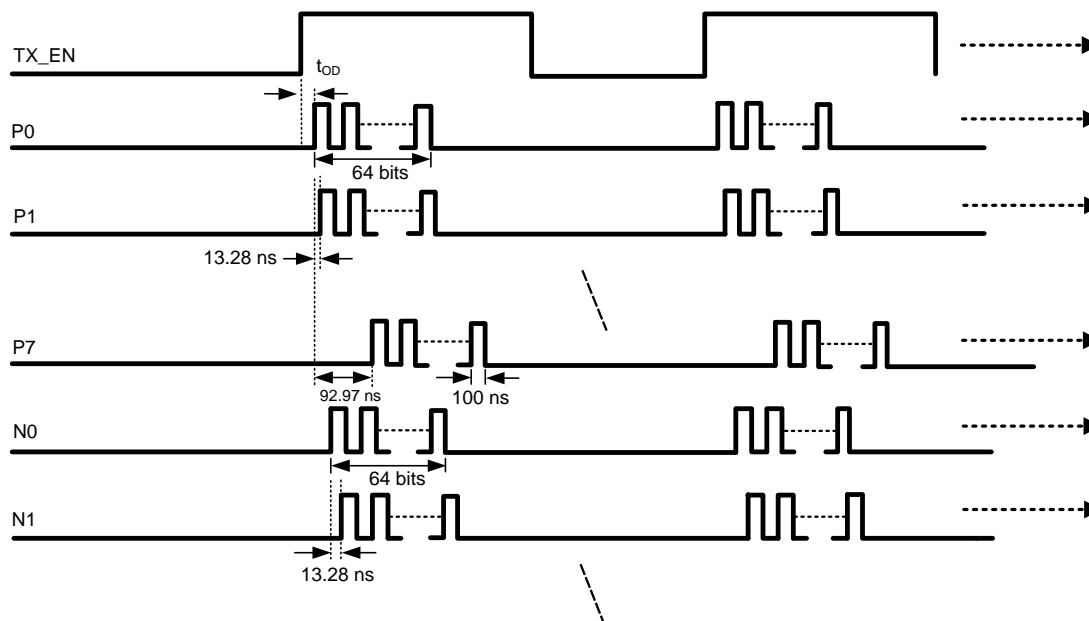 TX_EN
tOD
P0
64 bits
P1
13.28 ns
P7
92.97 ns
100 ns
N0
64 bits
N1
13.28 ns